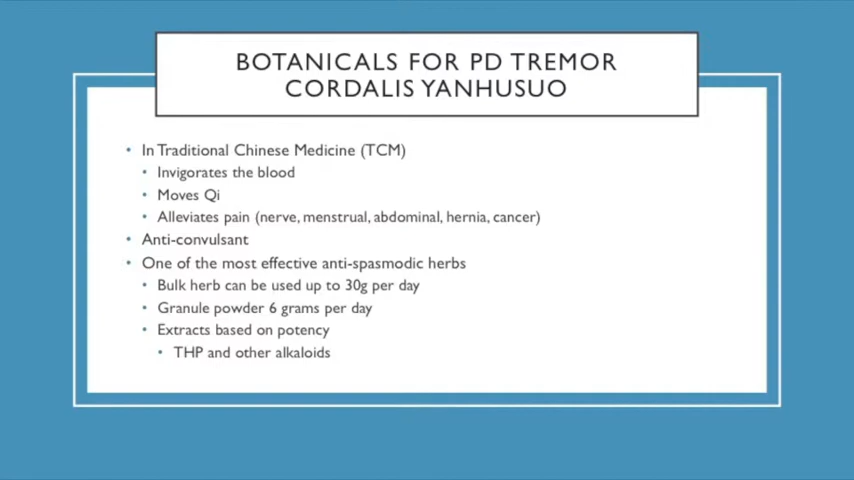 BOTANICALS FOR PD TREMOR
CORDALIS YANHUSUO
• In Traditional Chinese Medicine (TCM)
• Invigorates the blood
• Moves Qi
• Alleviates pain (nerve, menstrual, abdominal, hernia, cancer)
• Anti-convulsant
• One of the most effective anti-spasmodic herbs
• Bulk herb can be used up to 30g per day
• Granule powder 6 grams per day
• Extracts based on potency
• THP and other alkaloids